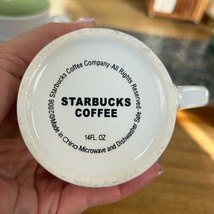 ©2006 Starbucks Coffee Company-All Rights Reserved-
STARBUCKS
COFFEE
14FL. OZ
Made in China Microwave and Dishwasher Safe